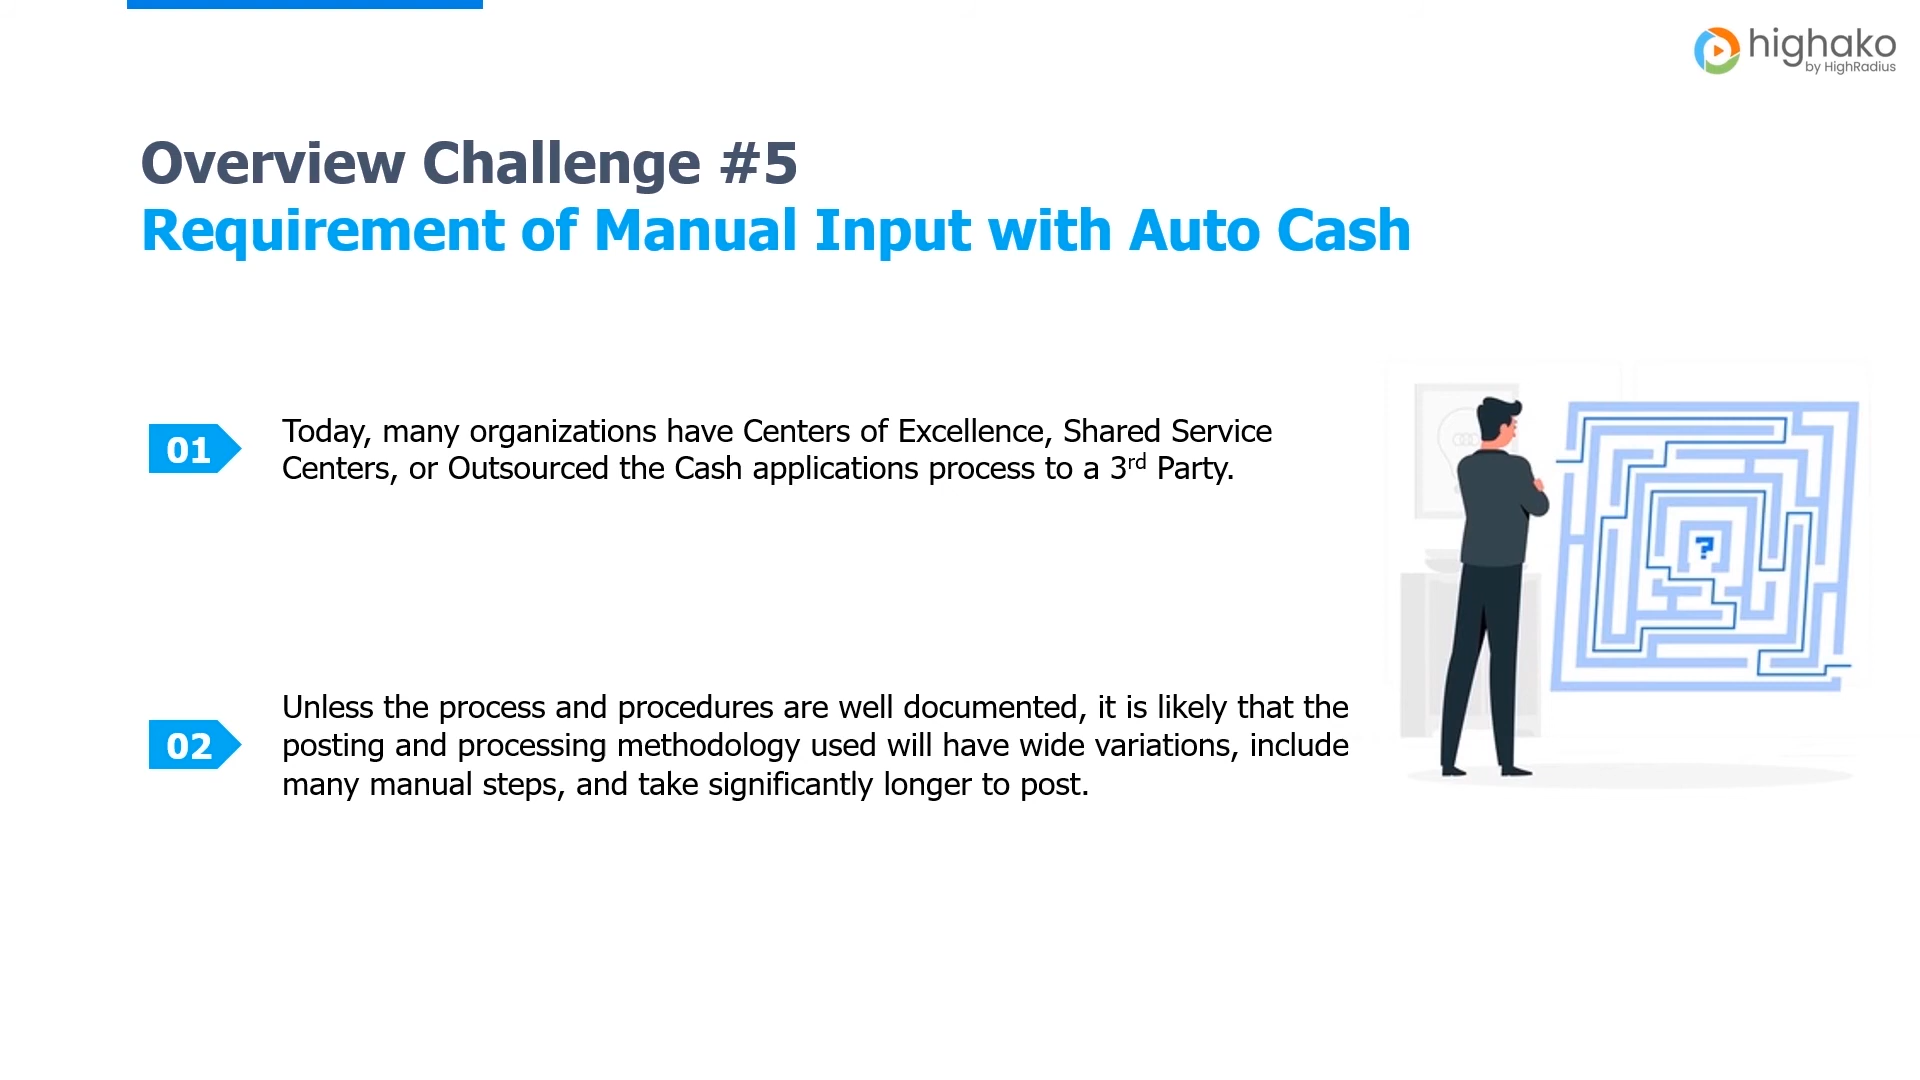 highako
by HighRadius
Overview Challenge #5
Requirement of Manual Input with Auto Cash
01
Today, many organizations have Centers of Excellence, Shared Service
Centers, or Outsourced the Cash applications process to a 3rd Party.
?
02
Unless the process and procedures are well documented, it is likely that the
posting and processing methodology used will have wide variations, include
many manual steps, and take significantly longer to post.